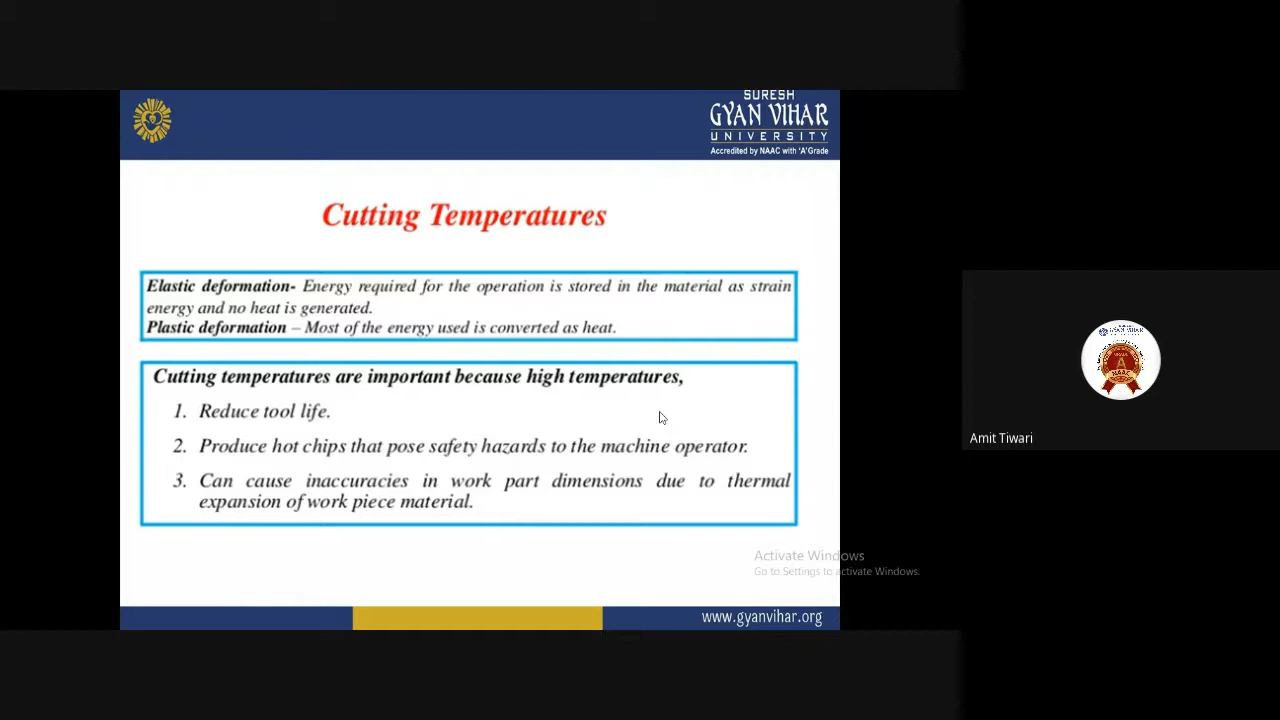 SURESH
GYAN VIHAR
UNIVERSITY
Accredited by NAAC with 'A' Grade
Cutting Temperatures
Elastic deformation- Energy required for the operation is stored in the material as strain
energy and no heat is generated.
Plastic deformation – Most of the energy used is converted as heat.
Cutting temperatures are important because high temperatures,
1. Reduce tool life.
2. Produce hot chips that pose safety hazards to the machine operator.
3. Can cause inaccuracies in work part dimensions due to thermal
expansion of work piece material.
Amit Tiwari
Activate Windows
Go to Settings to activate Windows.
www.gyanvihar.org